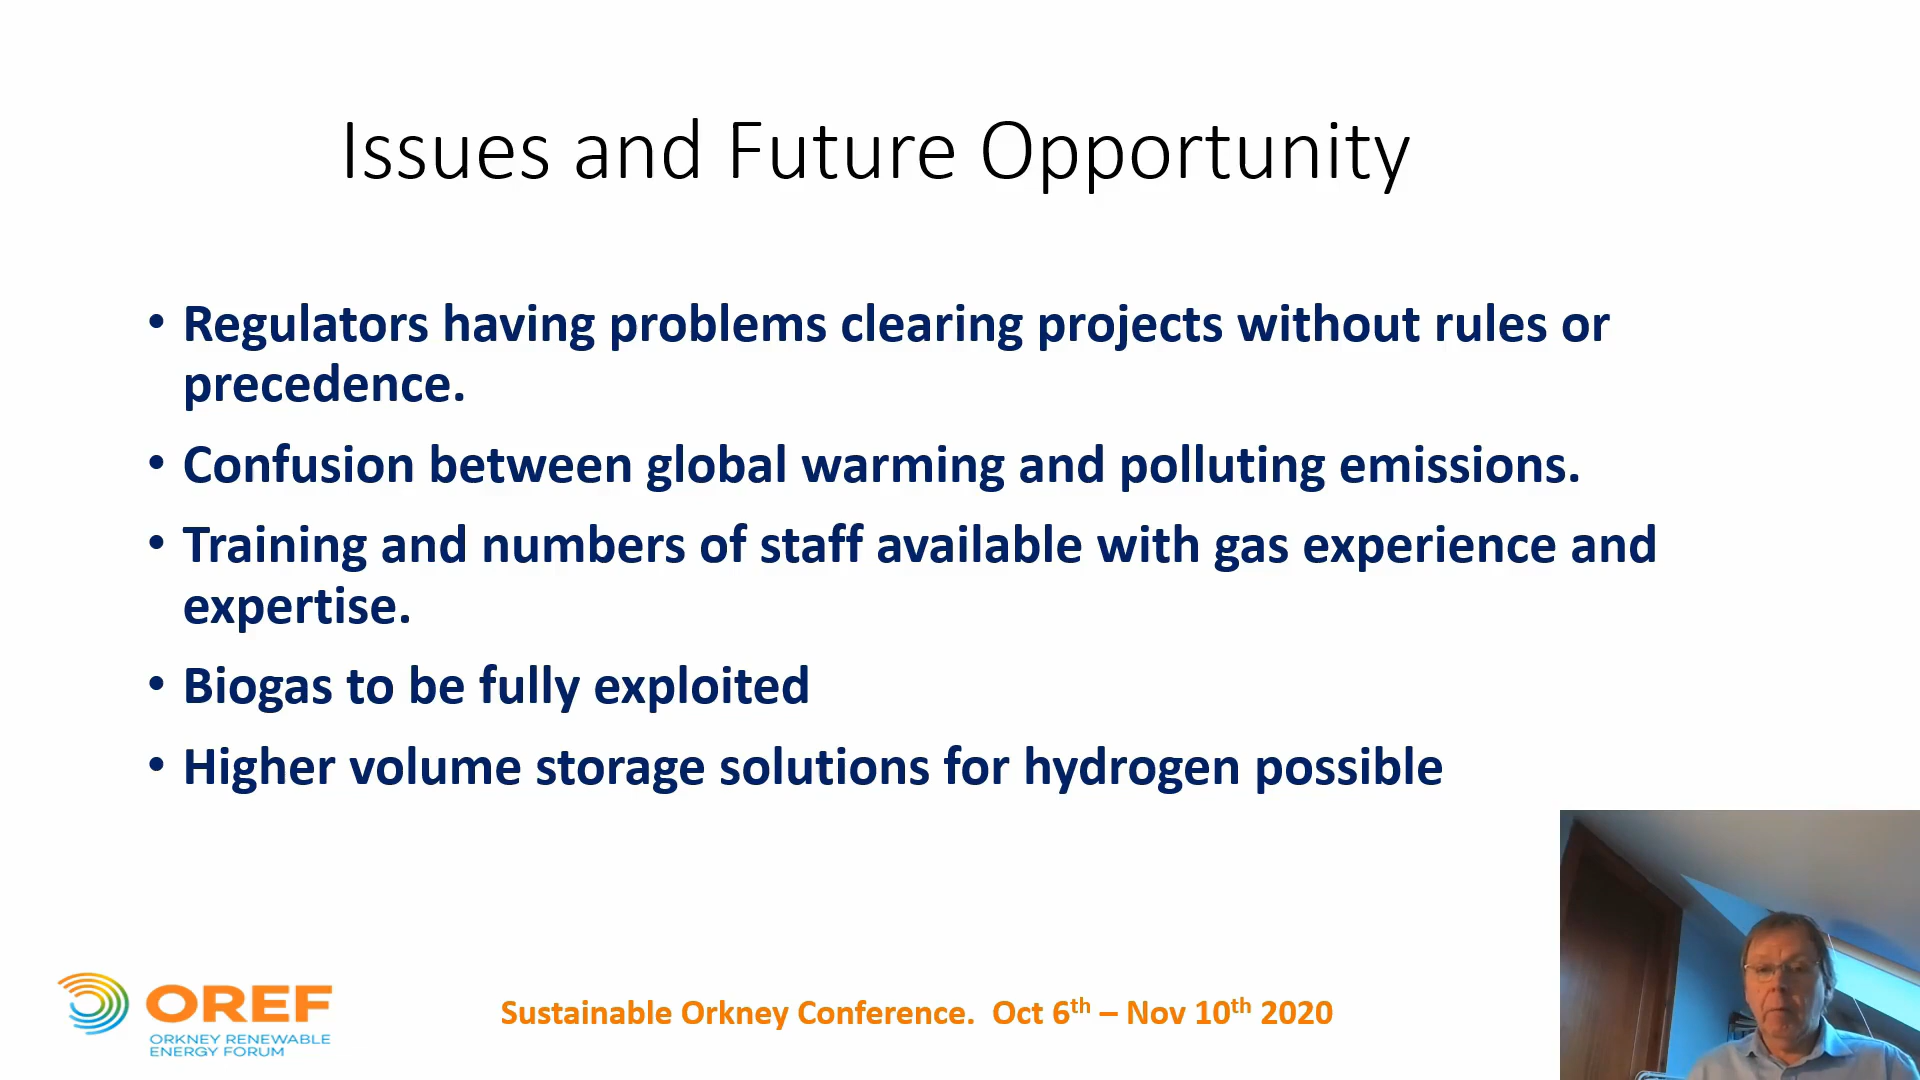 Issues and Future Opportunity
• Regulators having problems clearing projects without rules or
precedence.
• Confusion between global warming and polluting emissions.
• Training and numbers of staff available with gas experience and
expertise.
• Biogas to be fully exploited
• Higher volume storage solutions for hydrogen possible
OREF
ORKNEY RENEWABLE
ENERGY FORUM
Sustainable Orkney Conference. Oct 6th – Nov 10th 2020